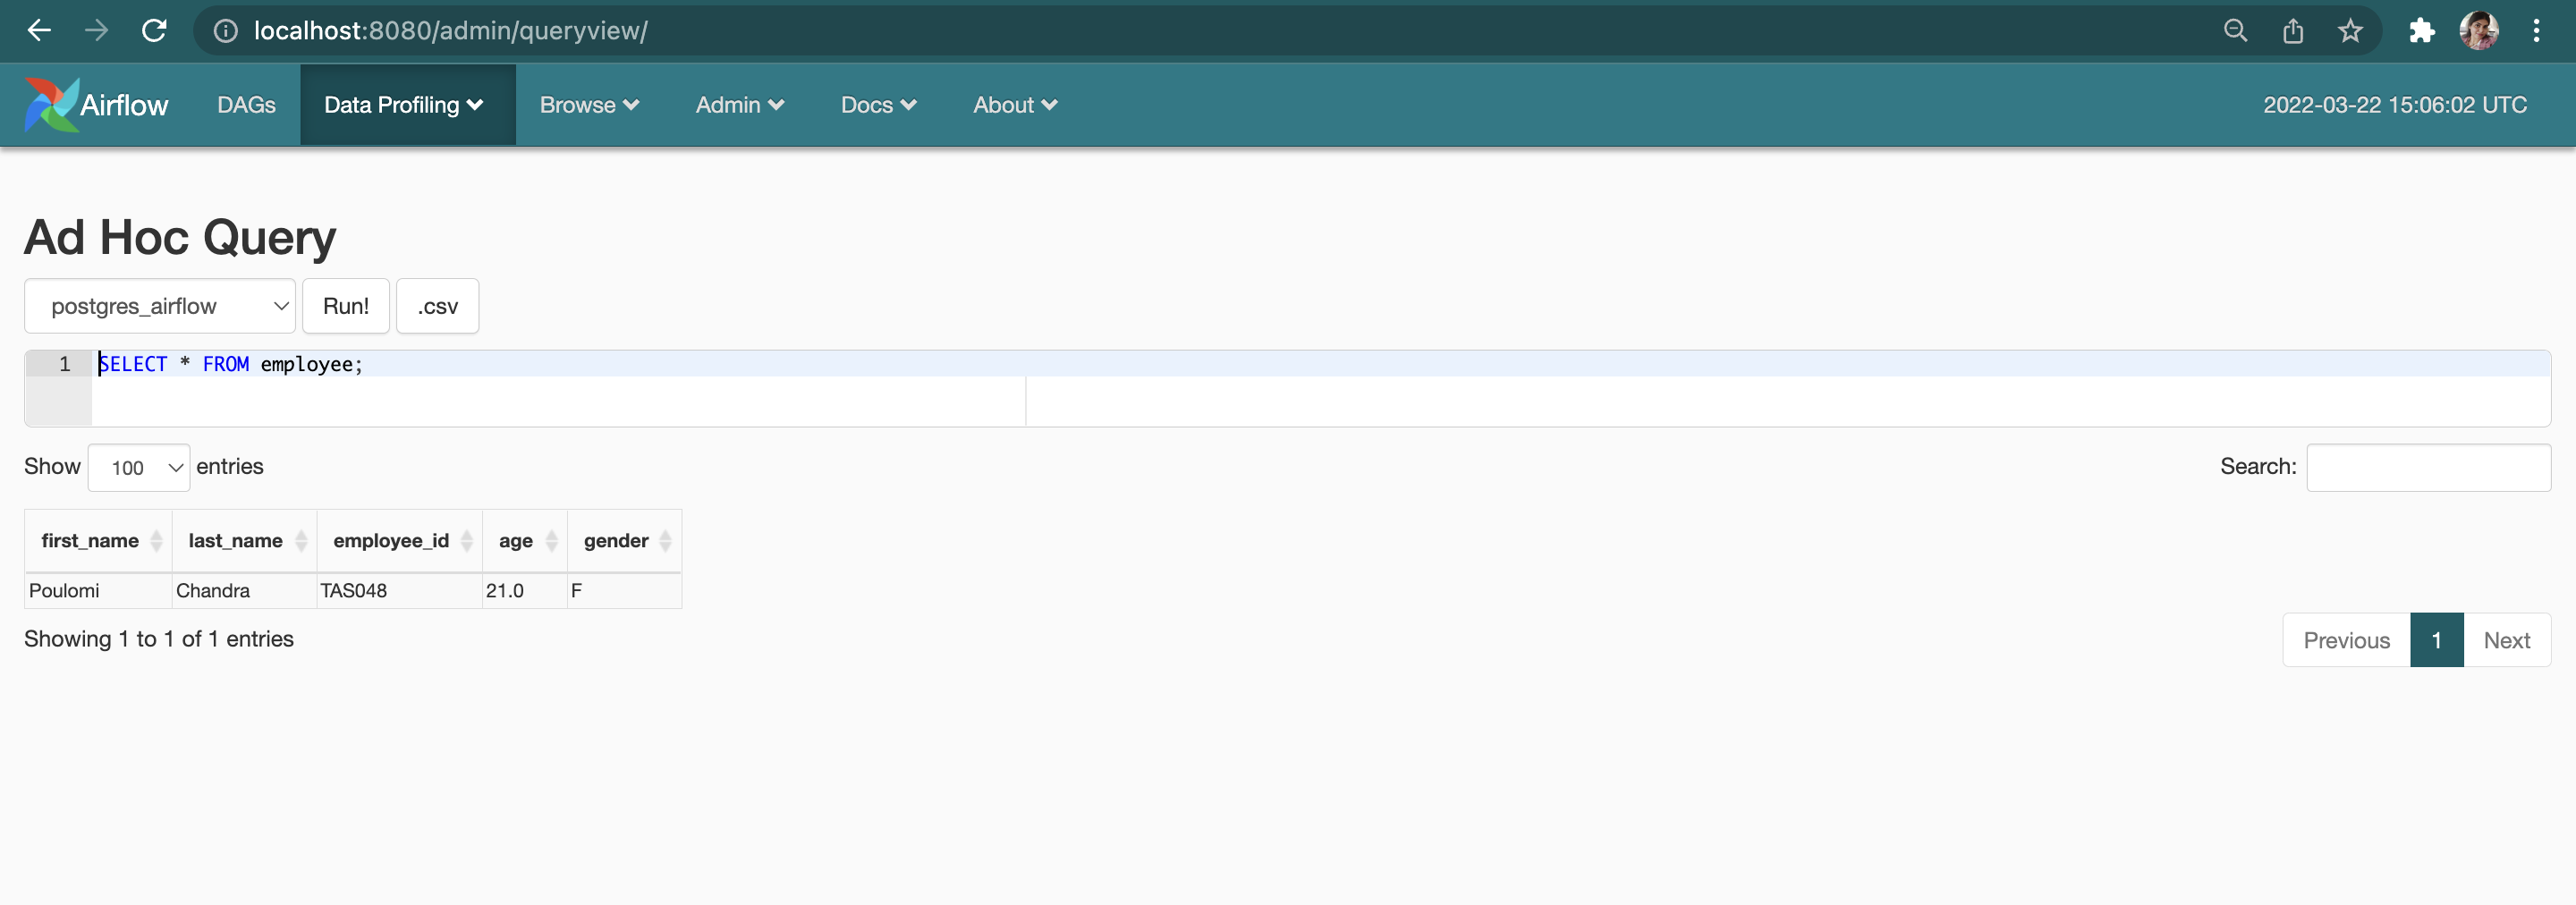 localhost:8080/admin/queryview/
Airflow DAGs Data Profiling Browse Admin Docs About 2022-03-22 15:06:02 UTC
Ad Hoc Query
postgres_airflow Run! .csv
1 SELECT * FROM employee;
Show 100 entries Search:
first_name last_name employee_id age gender
Poulomi Chandra TAS048 21.0 F
Showing 1 to 1 of 1 entries Previous 1 Next